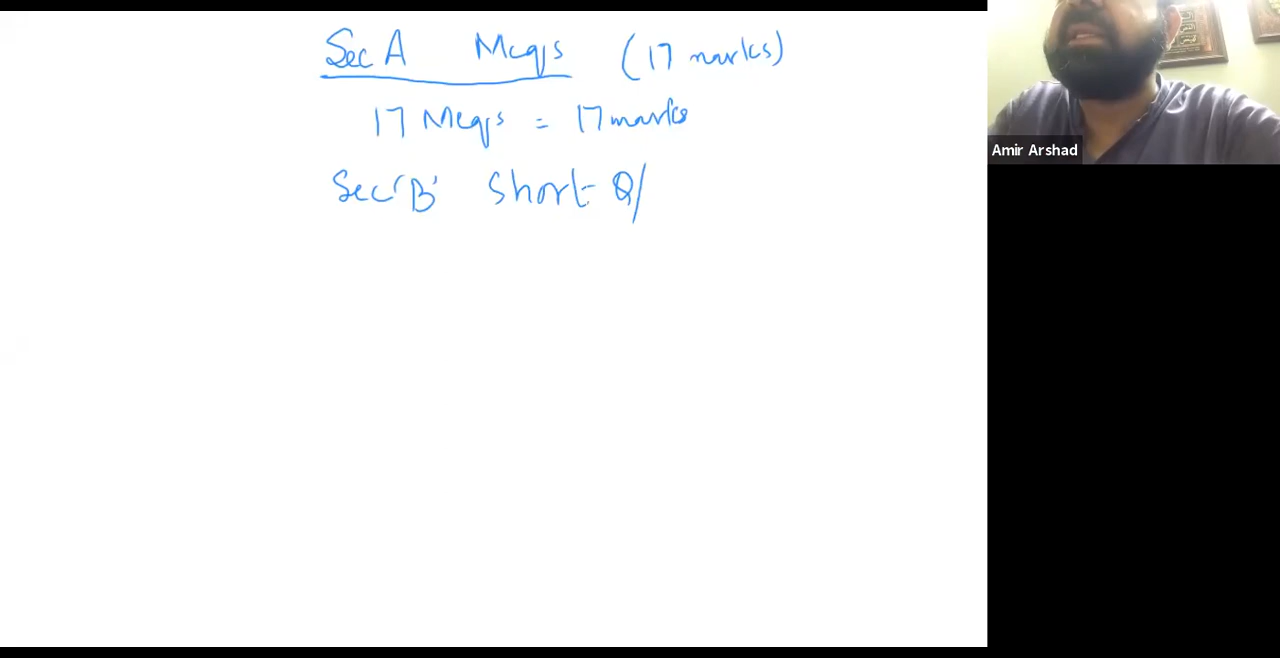 Sec A Mcqs (17 marks)
17 Mcqs = 17 marks
Sec 'B' Short Q/
Amir Arshad